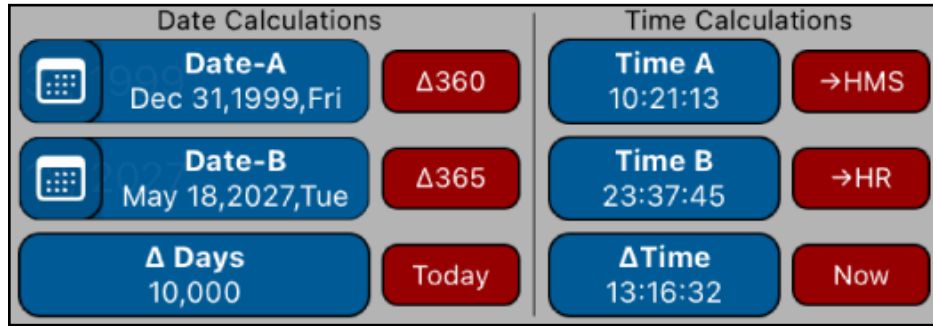 Date Calculations
Time Calculations
Date-A
Dec 31,1999,Fri
Δ360
Time A
10:21:13
→HMS
Date-B
May 18,2027,Tue
Δ365
Time B
23:37:45
→HR
Δ Days
10,000
Today
ΔTime
13:16:32
Now